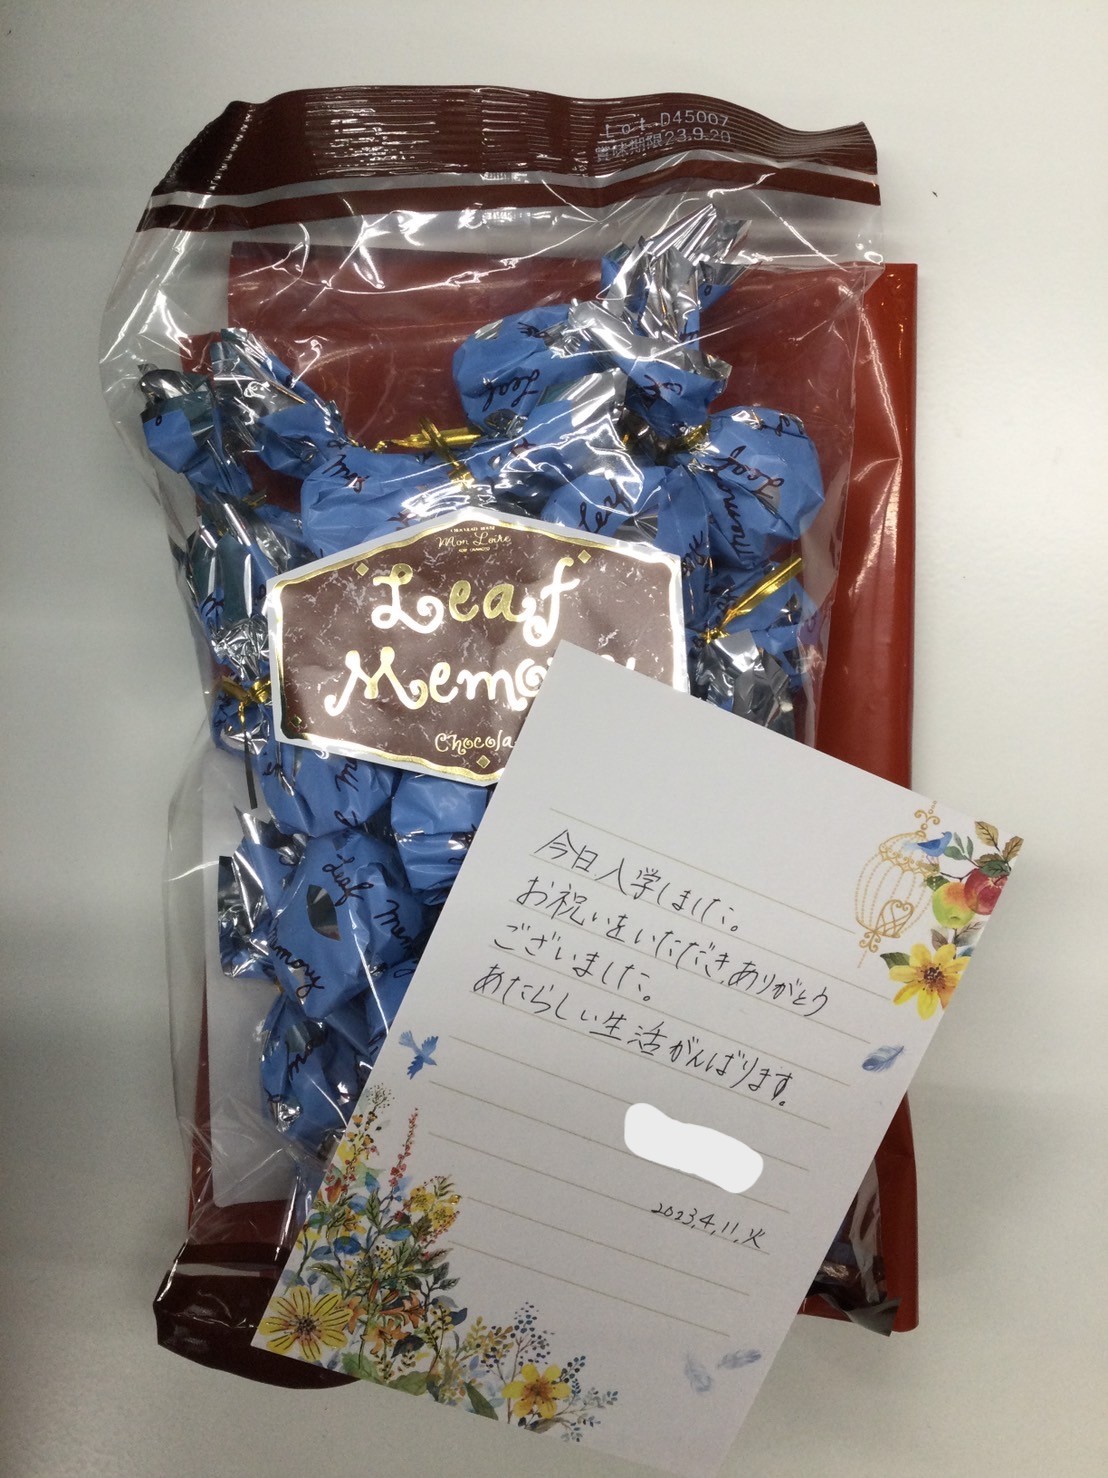 Lot.D45007
賞味期限23.9.20
Mon Loire
Leaf
Memo
Chocola
Leaf
Memory
今日入学しました。
お祝いをいただき、ありがとう
ございました。
あたらしい生活がんばります。
2023.4.11.火